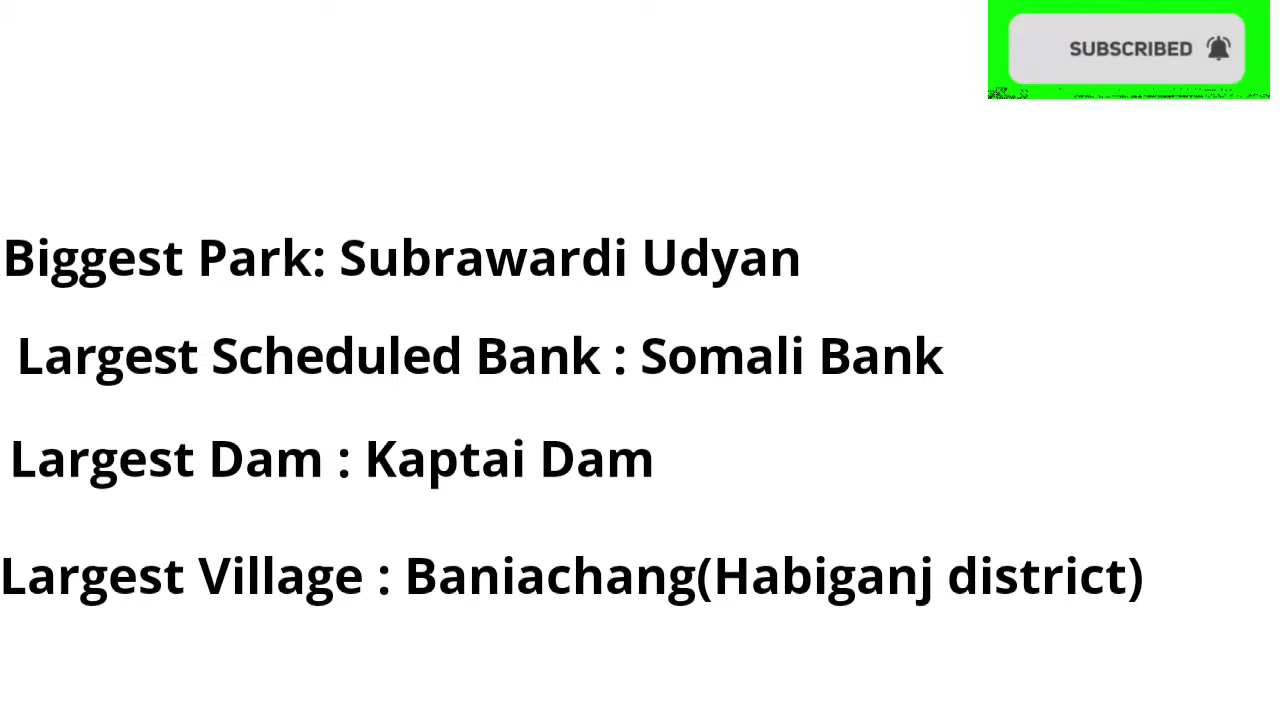 SUBSCRIBED
Biggest Park: Subrawardi Udyan
Largest Scheduled Bank : Somali Bank
Largest Dam : Kaptai Dam
Largest Village : Baniachang(Habiganj district)